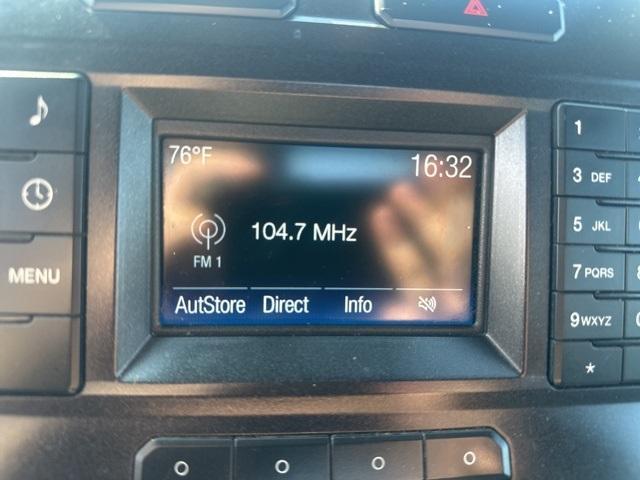 76°F 16:32
104.7 MHz
FM 1
AutStore Direct Info
MENU
1
3 DEF
5 JKL
7 PQRS
9 WXYZ
*